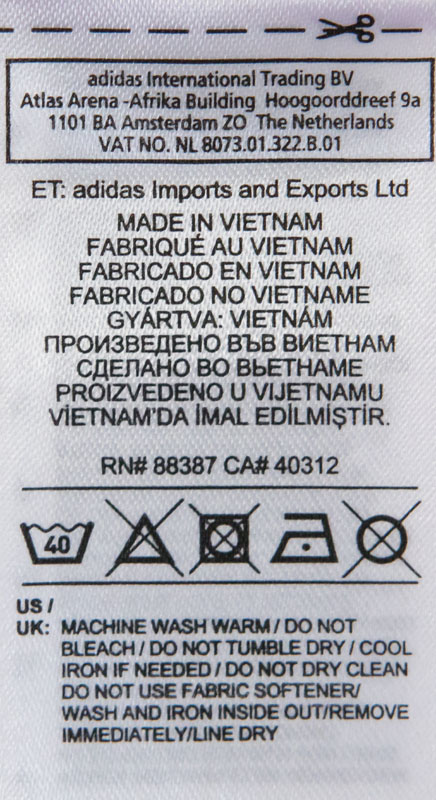 adidas International Trading BV
Atlas Arena -Afrika Building Hoogoorddreef 9a
1101 BA Amsterdam ZO The Netherlands
VAT NO. NL 8073.01.322.B.01
ET: adidas Imports and Exports Ltd
MADE IN VIETNAM
FABRIQUÉ AU VIETNAM
FABRICADO EN VIETNAM
FABRICADO NO VIETNAME
GYÁRTVA: VIETNÁM
ПРОИЗВЕДЕНО ВЪВ ВИЕТНАМ
СДЕЛАНО ВО ВЬЕТНАМЕ
PROIZVEDENO U VIJETNAMU
VİETNAM'DA İMAL EDİLMİŞTİR.
RN# 88387 CA# 40312
40
US /
UK: MACHINE WASH WARM / DO NOT
BLEACH / DO NOT TUMBLE DRY / COOL
IRON IF NEEDED / DO NOT DRY CLEAN
DO NOT USE FABRIC SOFTENER/
WASH AND IRON INSIDE OUT/REMOVE
IMMEDIATELY/LINE DRY